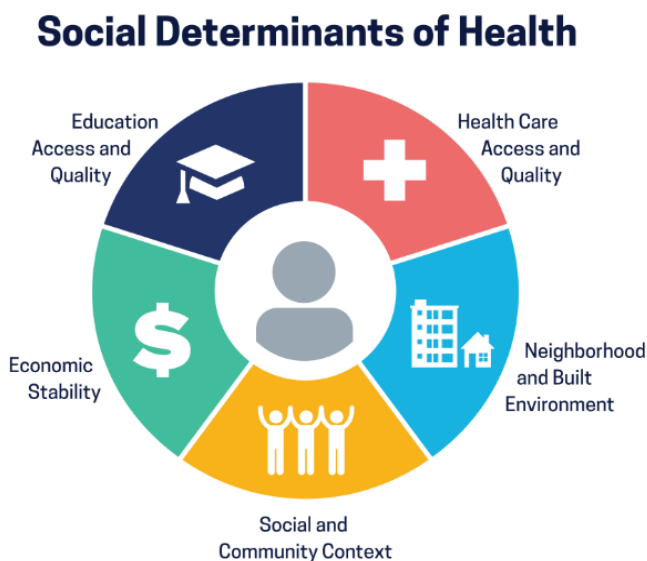 Social Determinants of Health
Education
Access and
Quality
Health Care
Access and
Quality
Economic
Stability
Neighborhood
and Built
Environment
Social and
Community Context
$